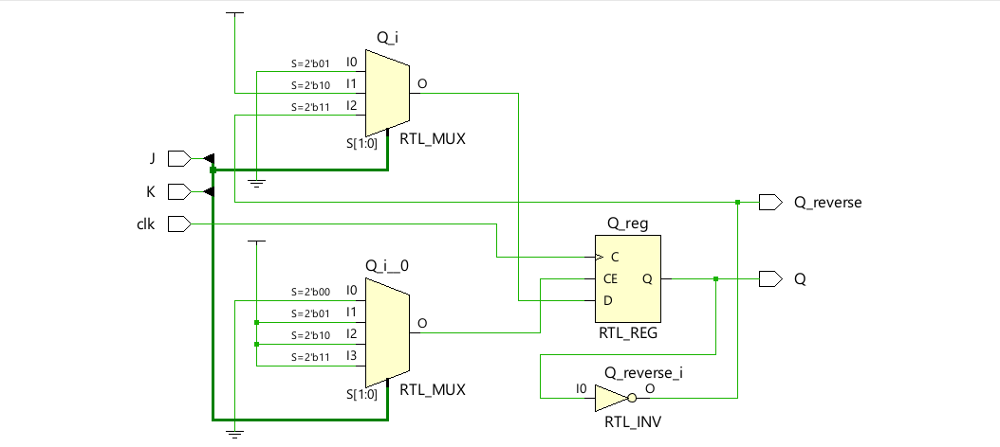 Q_i
S=2'b01 I0
S=2'b10 I1 O
S=2'b11 I2
S[1:0] RTL_MUX
J
K
Q_reverse
clk
Q_reg
C
CE Q
D
RTL_REG
Q
Q_i__0
S=2'b00 I0
S=2'b01 I1
S=2'b10 I2 O
S=2'b11 I3
S[1:0] RTL_MUX
Q_reverse_i
I0 O
RTL_INV